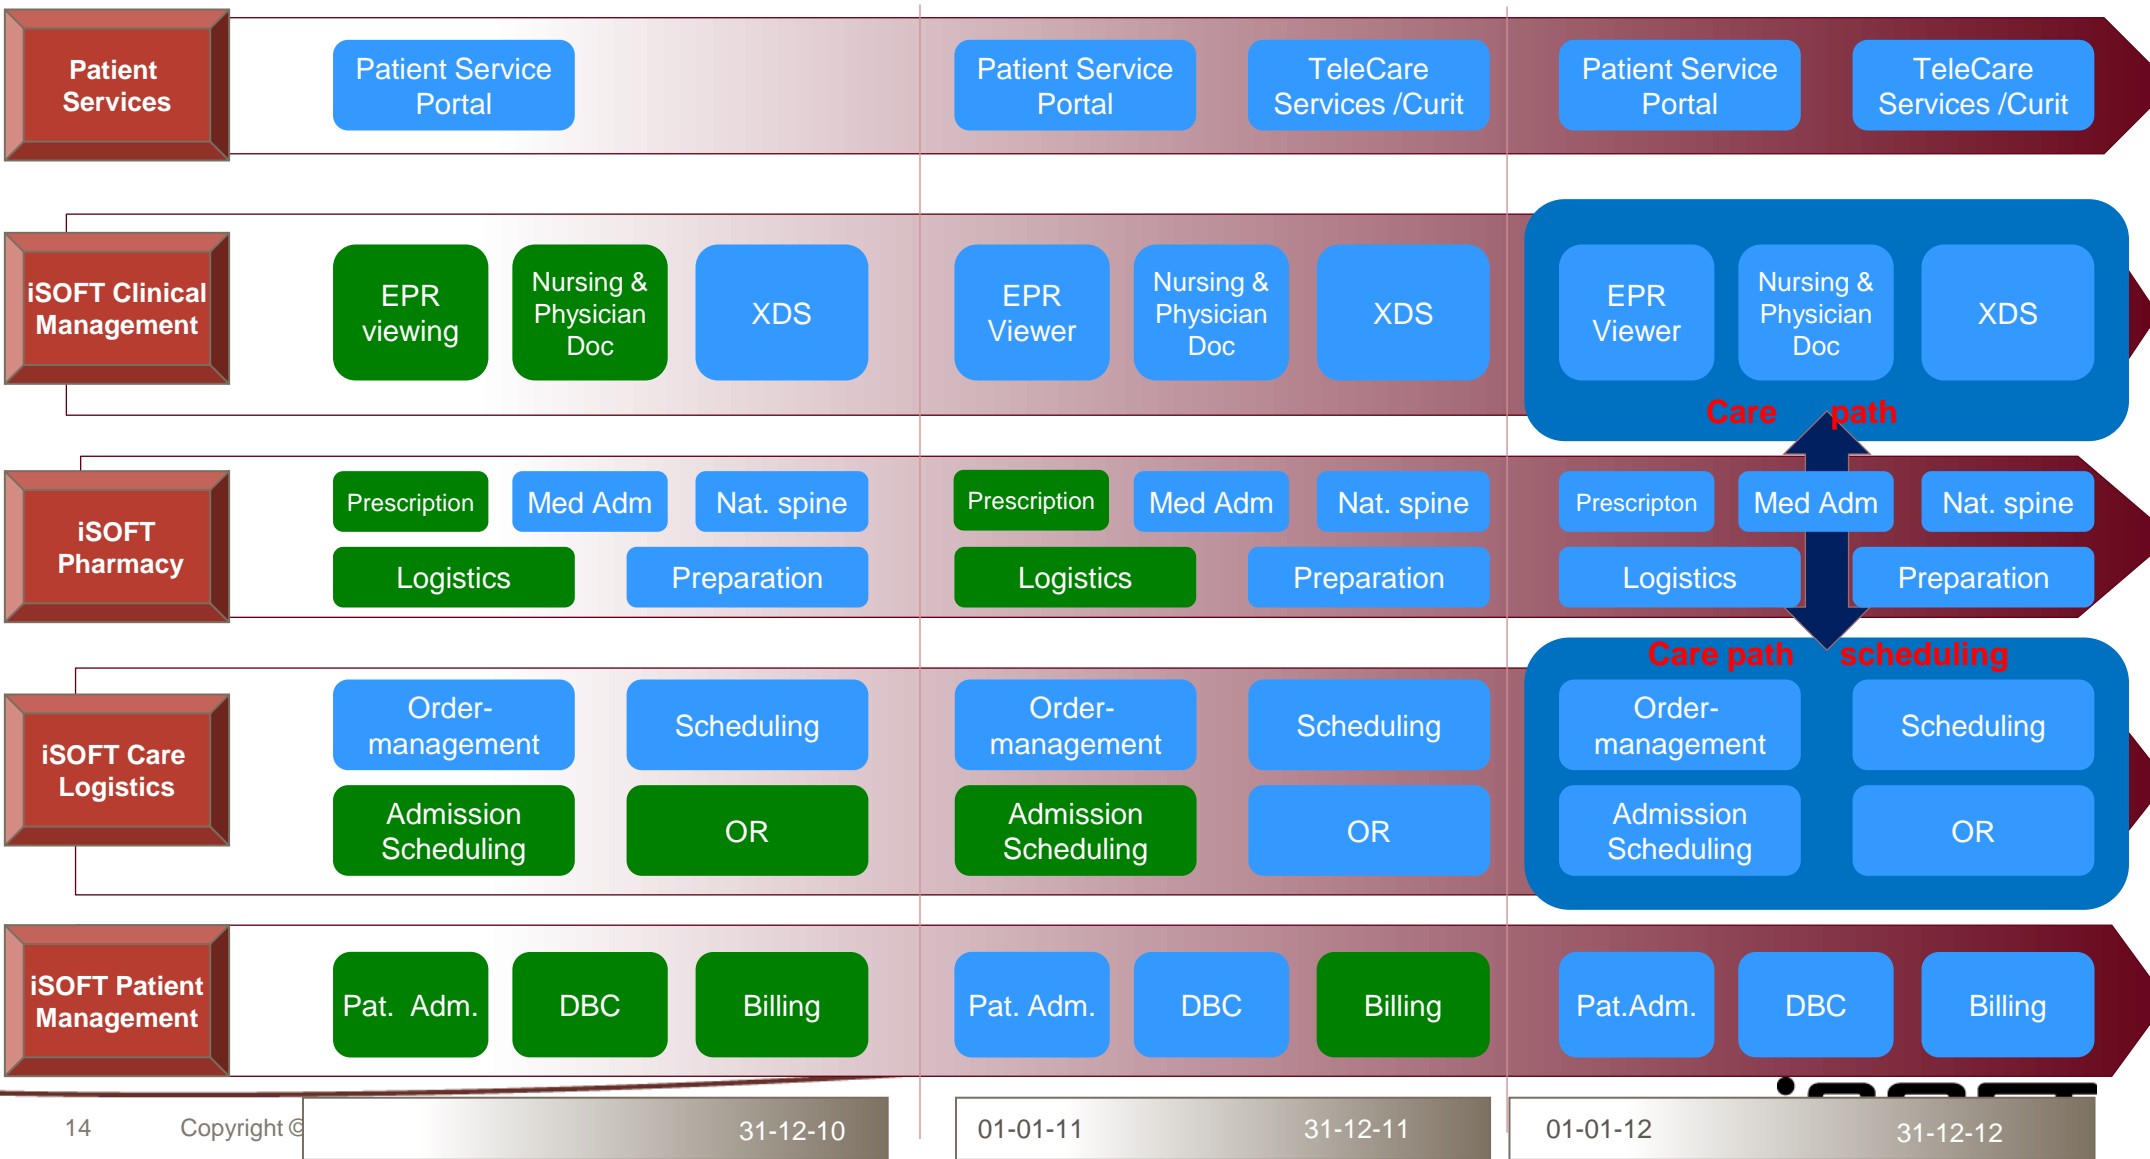 Patient
Services
Patient Service
Portal
Patient Service
Portal
TeleCare
Services /Curit
Patient Service
Portal
TeleCare
Services /Curit
iSOFT Clinical
Management
EPR
viewing
Nursing &
Physician
Doc
XDS
EPR
Viewer
Nursing &
Physician
Doc
XDS
EPR
Viewer
Nursing &
Physician
Doc
XDS
Care path
iSOFT
Pharmacy
Prescription
Med Adm
Nat. spine
Logistics
Preparation
Prescription
Med Adm
Nat. spine
Logistics
Preparation
Prescripton
Med Adm
Nat. spine
Logistics
Preparation
Care path scheduling
iSOFT Care
Logistics
Order-
management
Scheduling
Admission
Scheduling
OR
Order-
management
Scheduling
Admission
Scheduling
OR
Order-
management
Scheduling
Admission
Scheduling
OR
iSOFT Patient
Management
Pat. Adm.
DBC
Billing
Pat. Adm.
DBC
Billing
Pat.Adm.
DBC
Billing
14 Copyright ©
31-12-10
01-01-11 31-12-11
01-01-12 31-12-12